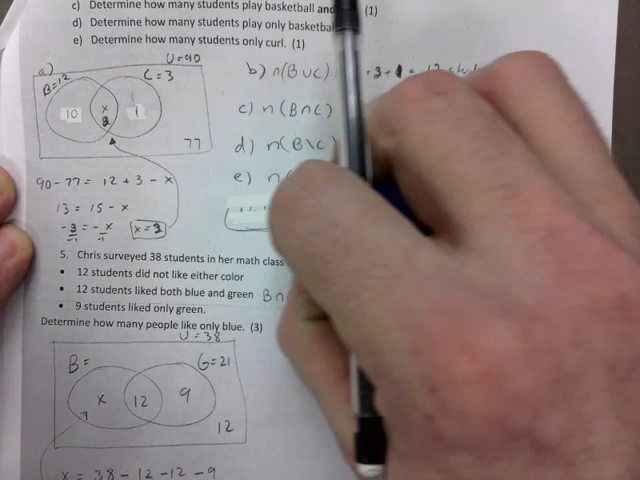 c) Determine how many students play basketball and (1)
d) Determine how many students play only basketbal
e) Determine how many students only curl. (1)
U=90
a)
B=12 C=3
10 x 2 1
77
b) n(B∪C)
c) n(B∩C)
d) n(B\C)
e) n
90-77 = 12 + 3 - x
13 = 15 - x
x = 2
5. Chris surveyed 38 students in her math class
• 12 students did not like either color
• 12 students liked both blue and green B∩
• 9 students liked only green.
Determine how many people like only blue. (3)
U = 38
B= G=21
x 12 9
12
x = 38 - 12 - 12 - 9